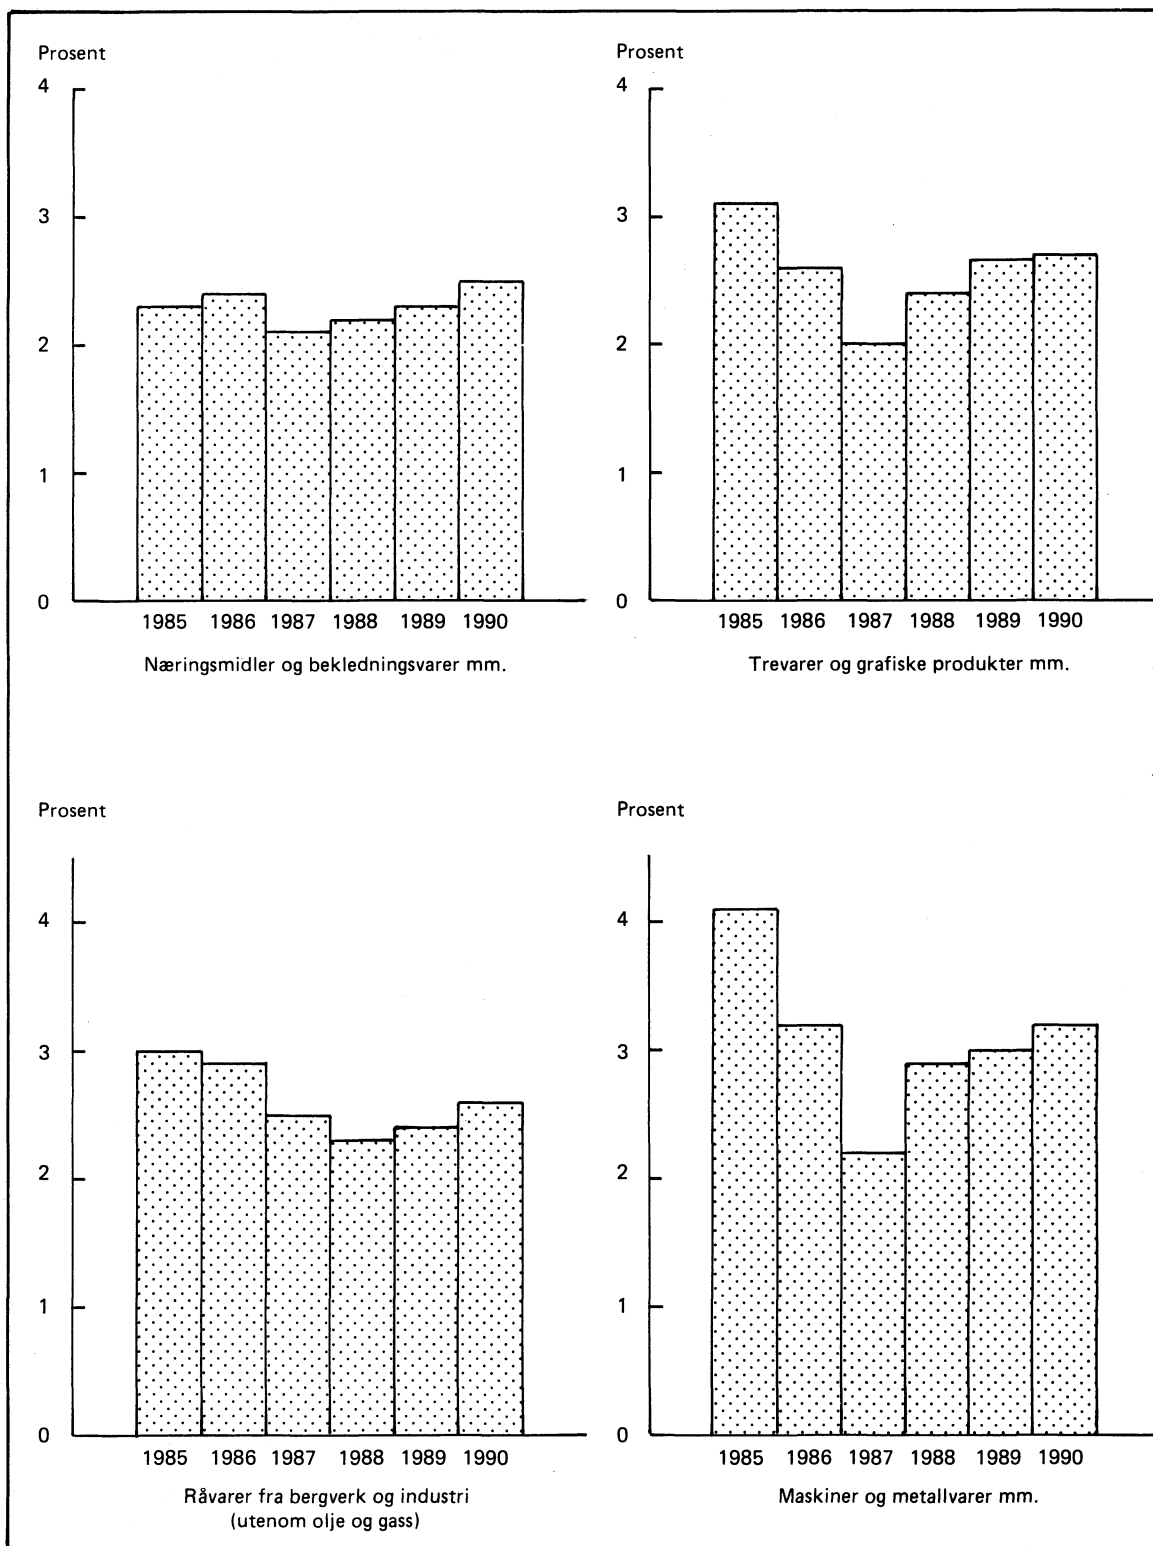 Prosent
4
3
2
1
0
1985 1986 1987 1988 1989 1990
Næringsmidler og bekledningsvarer mm.
Prosent
4
3
2
1
0
1985 1986 1987 1988 1989 1990
Trevarer og grafiske produkter mm.
Prosent
4
3
2
1
0
1985 1986 1987 1988 1989 1990
Råvarer fra bergverk og industri
(utenom olje og gass)
Prosent
4
3
2
1
0
1985 1986 1987 1988 1989 1990
Maskiner og metallvarer mm.